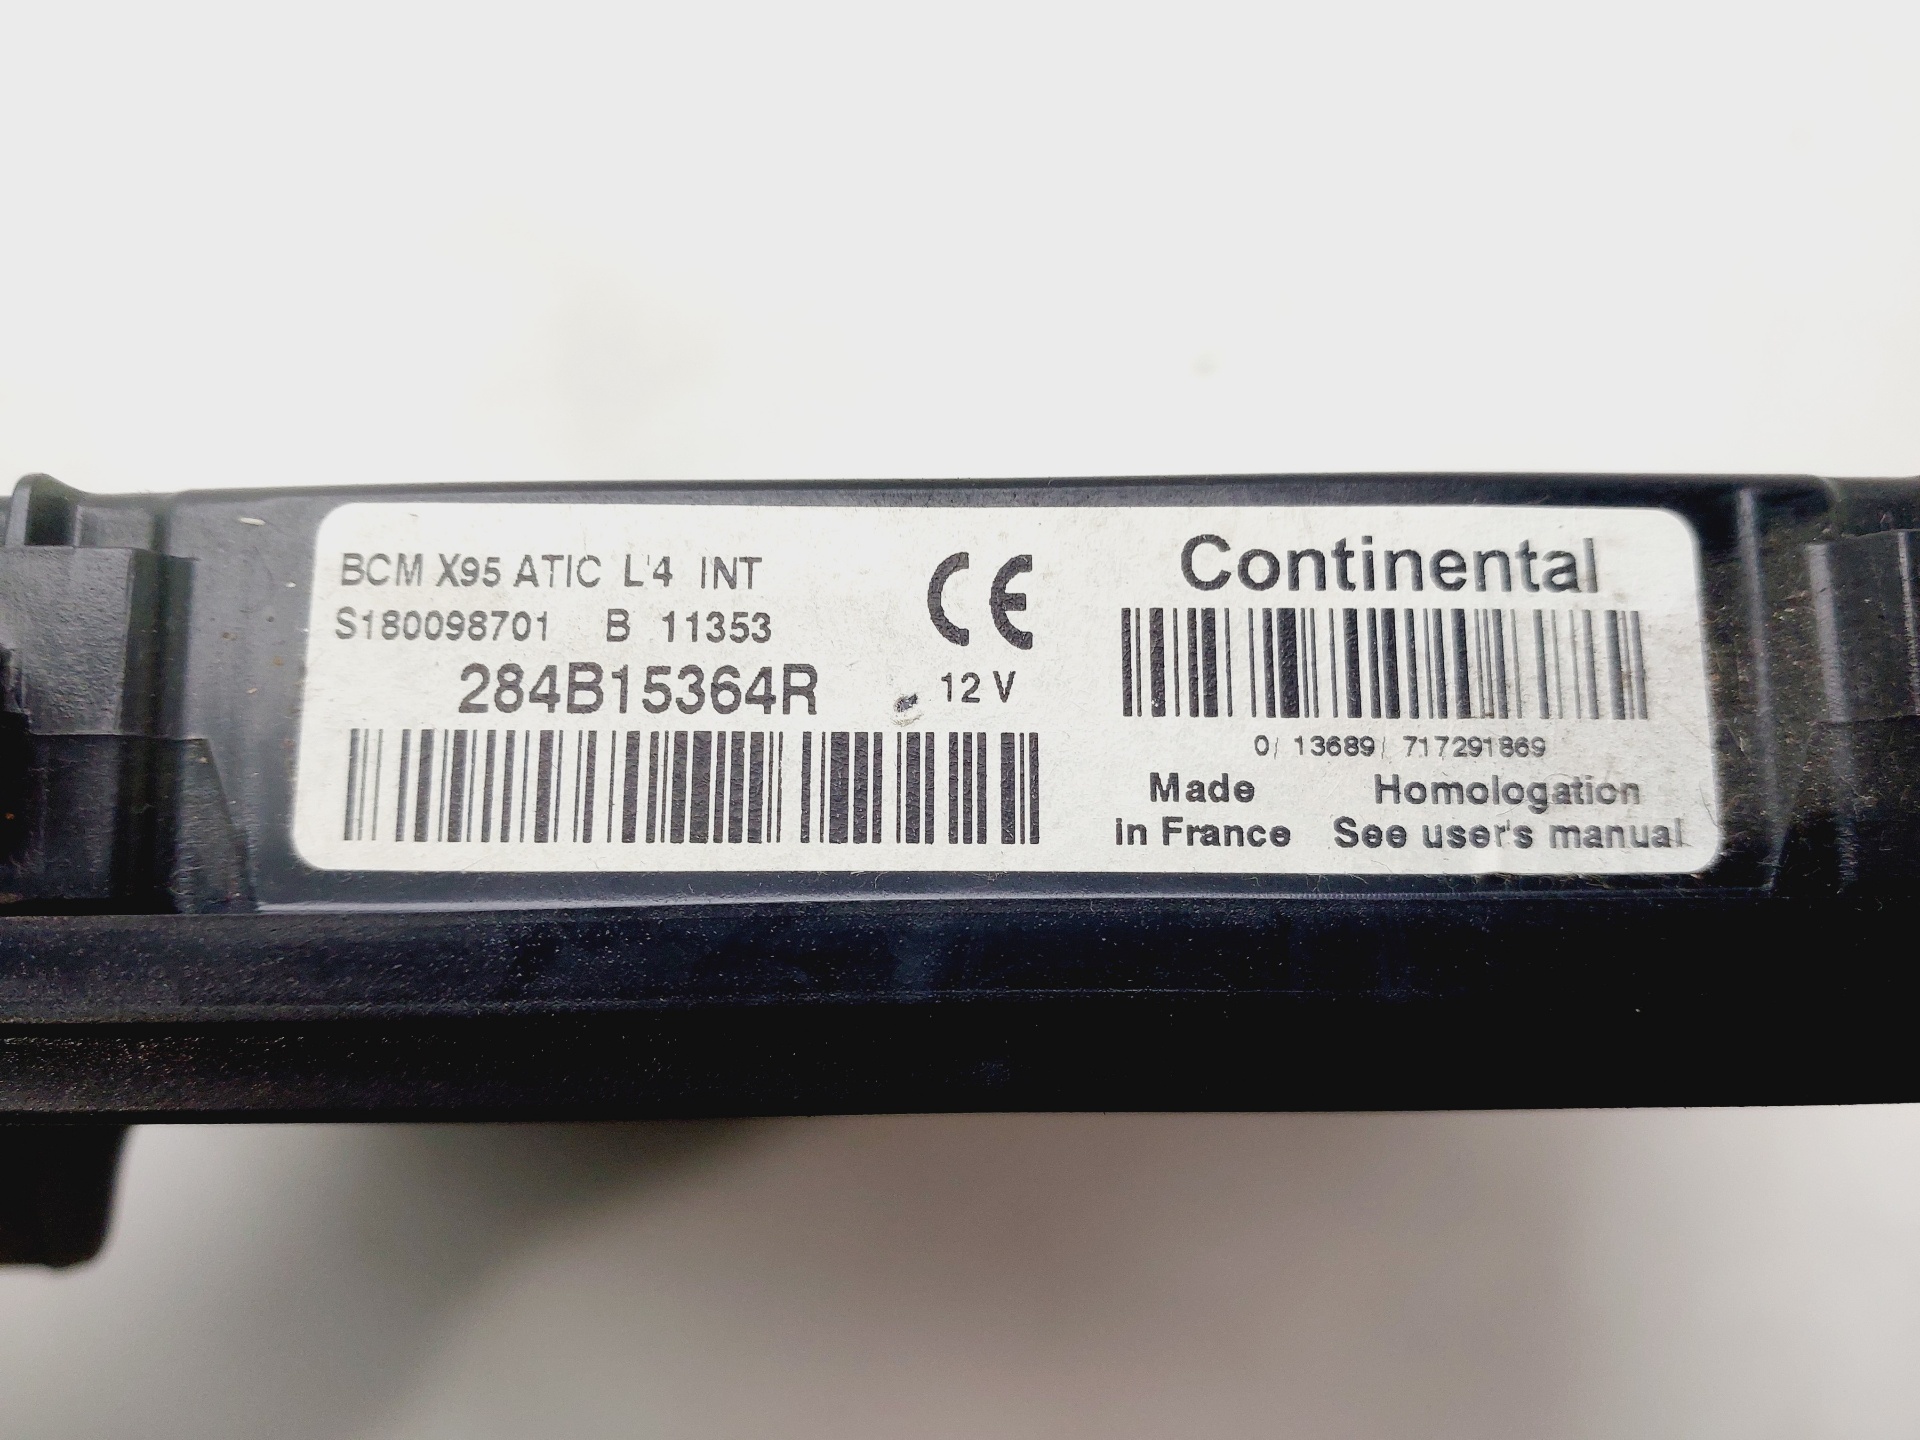 BCM X95 ATIC L'4 INT
S180098701 B 11353
284B15364R
CE
12 V
Continental
0/ 13689/ 717291869
Made
in France
Homologation
See user's manual